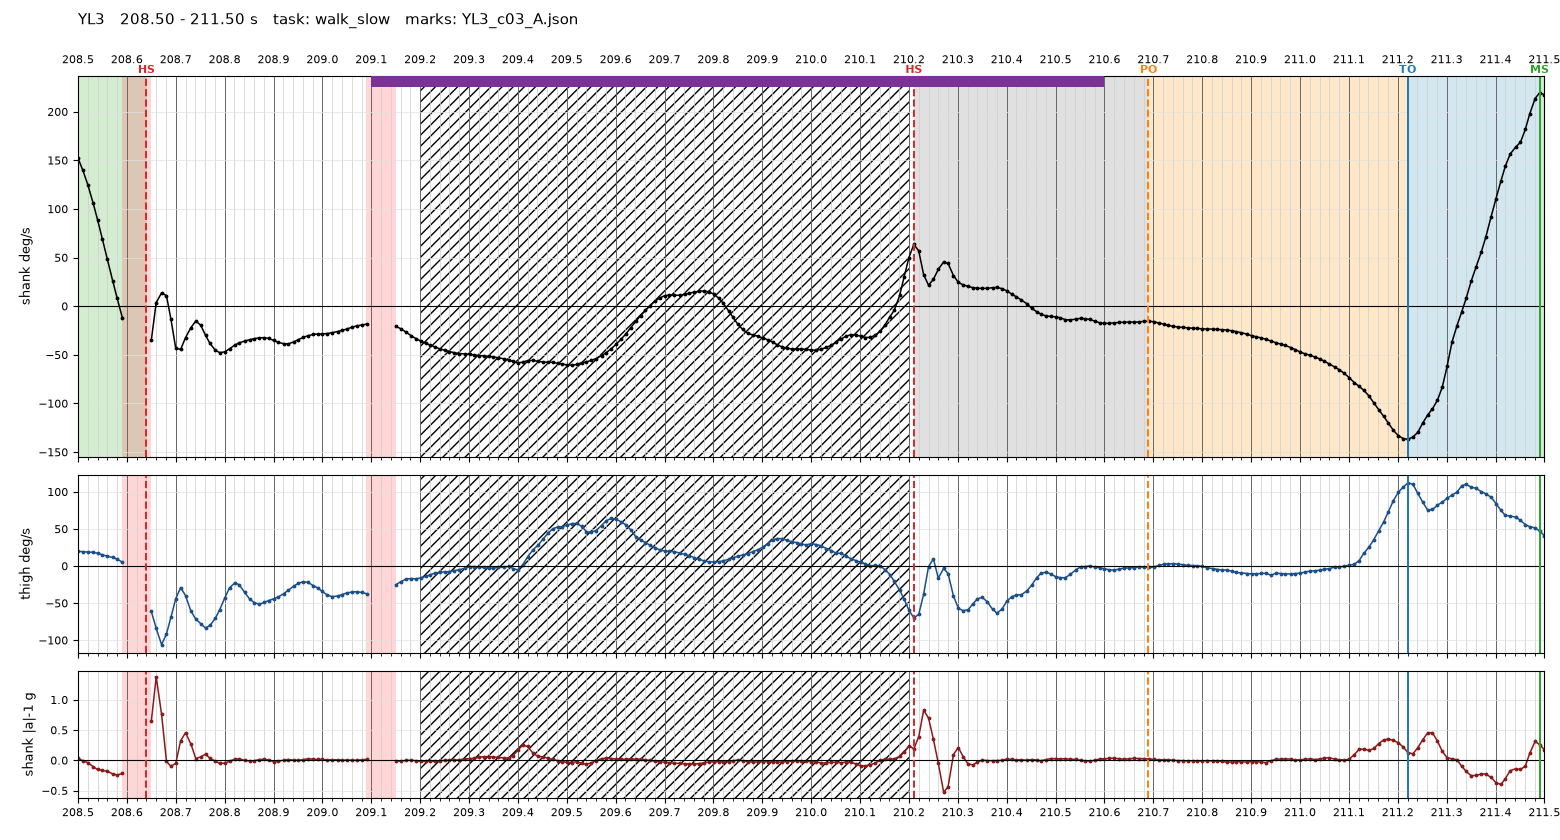 YL3   208.50 - 211.50 s   task: walk_slow   marks: YL3_c03_A.json
208.5 208.6 208.7 208.8 208.9 209.0 209.1 209.2 209.3 209.4 209.5 209.6 209.7 209.8 209.9 210.0 210.1 210.2 210.3 210.4 210.5 210.6 210.7 210.8 210.9 211.0 211.1 211.2 211.3 211.4 211.5
HS HS PO TO MS
shank deg/s
200
150
100
50
0
−50
−100
−150
thigh deg/s
100
50
0
−50
−100
shank |a|-1 g
1.0
0.5
0.0
−0.5
208.5 208.6 208.7 208.8 208.9 209.0 209.1 209.2 209.3 209.4 209.5 209.6 209.7 209.8 209.9 210.0 210.1 210.2 210.3 210.4 210.5 210.6 210.7 210.8 210.9 211.0 211.1 211.2 211.3 211.4 211.5